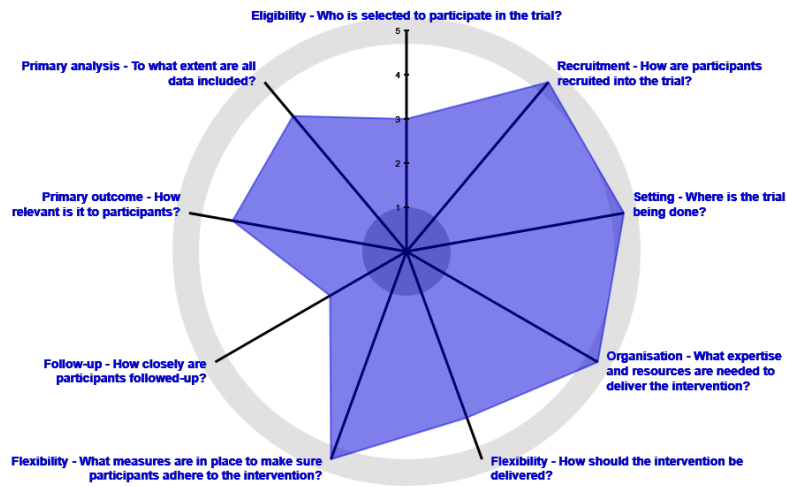 Eligibility - Who is selected to participate in the trial?
5
4
3
2
1
Recruitment - How are participants
recruited into the trial?
Setting - Where is the trial
being done?
Organisation - What expertise
and resources are needed to
deliver the intervention?
Flexibility - How should the intervention be
delivered?
Flexibility - What measures are in place to make sure
participants adhere to the intervention?
Follow-up - How closely are
participants followed-up?
Primary outcome - How
relevant is it to participants?
Primary analysis - To what extent are all
data included?